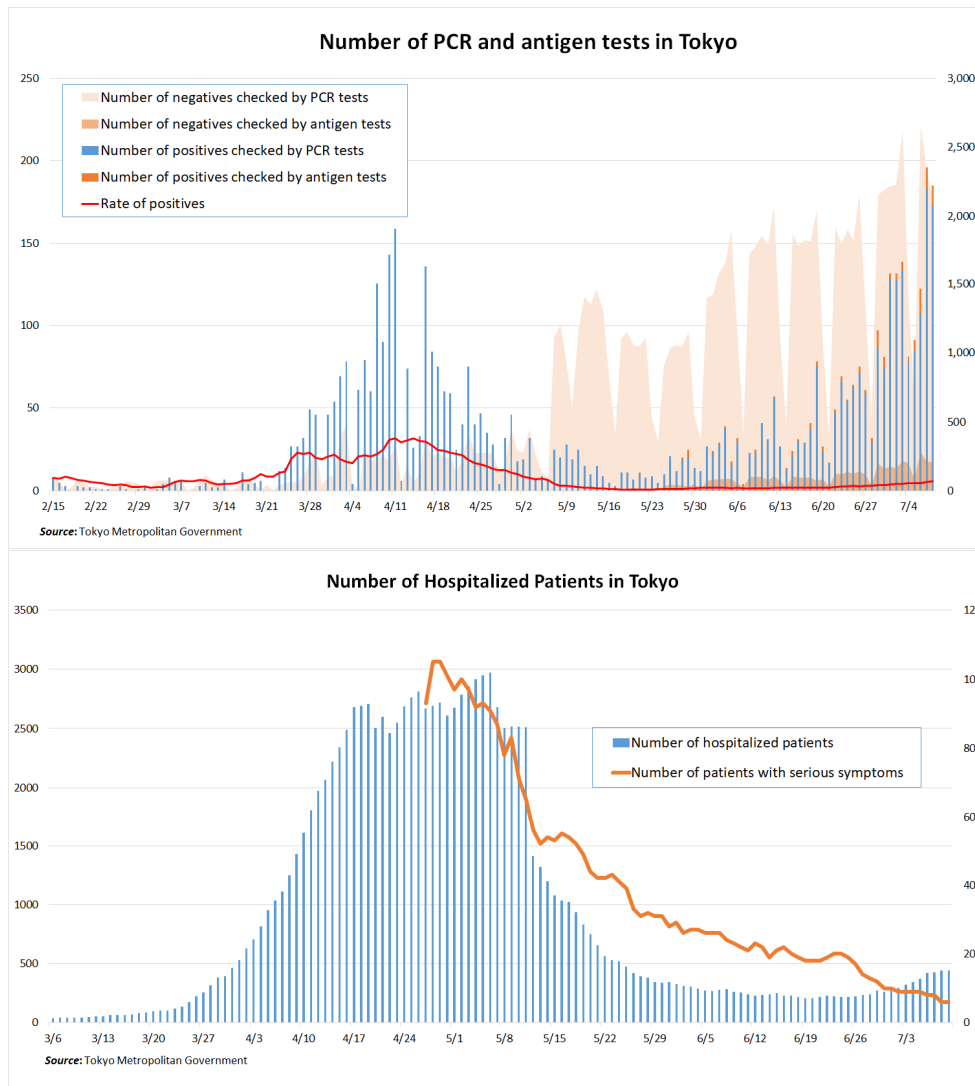 Number of PCR and antigen tests in Tokyo
250 3,000
Number of negatives checked by PCR tests
Number of negatives checked by antigen tests
200 2,500
Number of positives checked by PCR tests
Number of positives checked by antigen tests
Rate of positives
2,000
150
1,500
100
1,000
50
500
0 0
2/15 2/22 2/29 3/7 3/14 3/21 3/28 4/4 4/11 4/18 4/25 5/2 5/9 5/16 5/23 5/30 6/6 6/13 6/20 6/27 7/4
Source: Tokyo Metropolitan Government
Number of Hospitalized Patients in Tokyo
3500 12
3000
10
2500
Number of hospitalized patients
80
Number of patients with serious symptoms
2000
60
1500
40
1000
500 20
0 0
3/6 3/13 3/20 3/27 4/3 4/10 4/17 4/24 5/1 5/8 5/15 5/22 5/29 6/5 6/12 6/19 6/26 7/3
Source: Tokyo Metropolitan Government